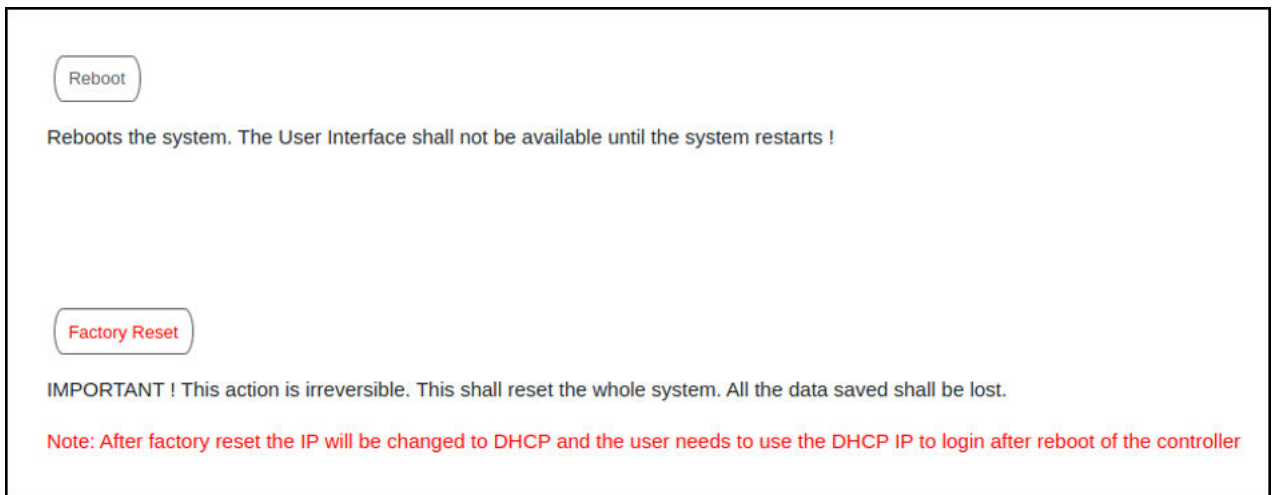 Reboot
Reboots the system. The User Interface shall not be available until the system restarts !
Factory Reset
IMPORTANT ! This action is irreversible. This shall reset the whole system. All the data saved shall be lost.
Note: After factory reset the IP will be changed to DHCP and the user needs to use the DHCP IP to login after reboot of the controller